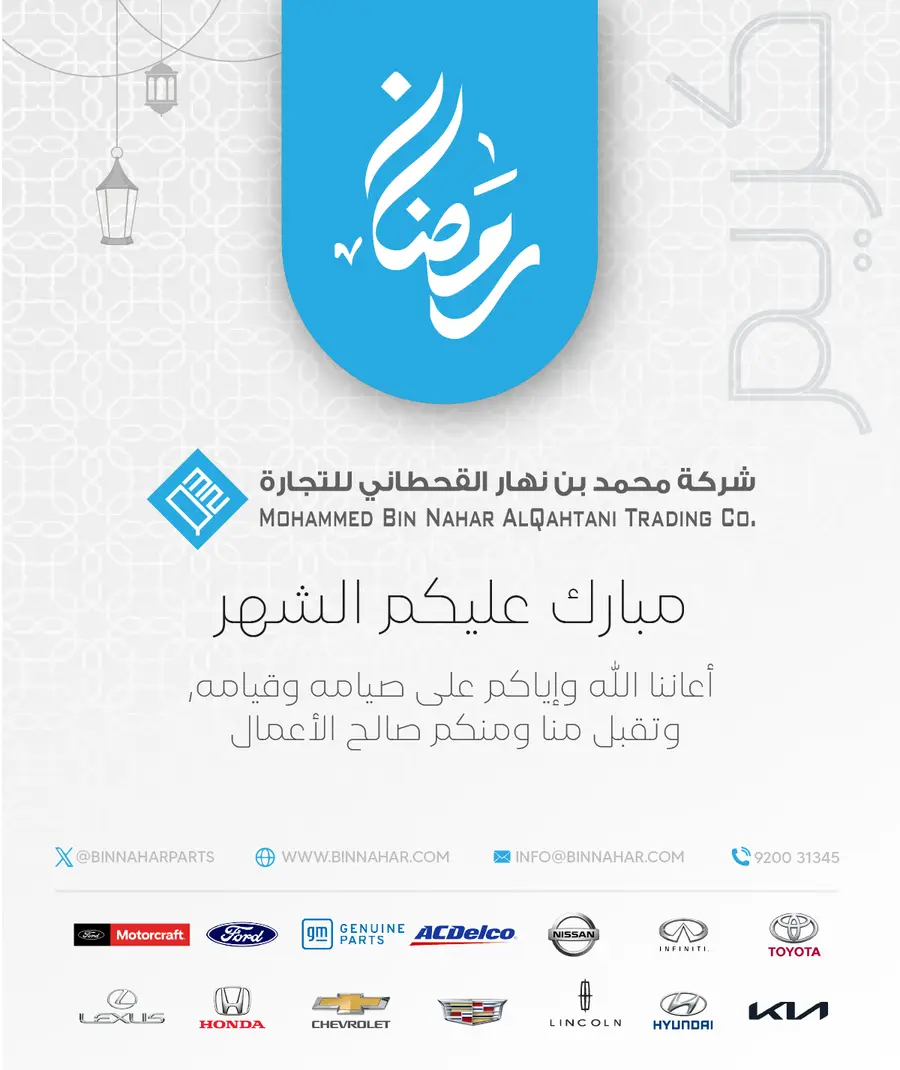 رمضان
كريم
شركة محمد بن نهار القحطاني للتجارة
MOHAMMED BIN NAHAR ALQAHTANI TRADING CO.
مبارك عليكم الشهر
أعاننا الله وإياكم على صيامه وقيامه,
وتقبل منا ومنكم صالح الأعمال
@BINNAHARPARTS WWW.BINNAHAR.COM INFO@BINNAHAR.COM 9200 31345
Ford Motorcraft Ford gm GENUINE PARTS ACDelco NISSAN INFINITI TOYOTA
LEXUS HONDA CHEVROLET LINCOLN HYUNDAI KIA